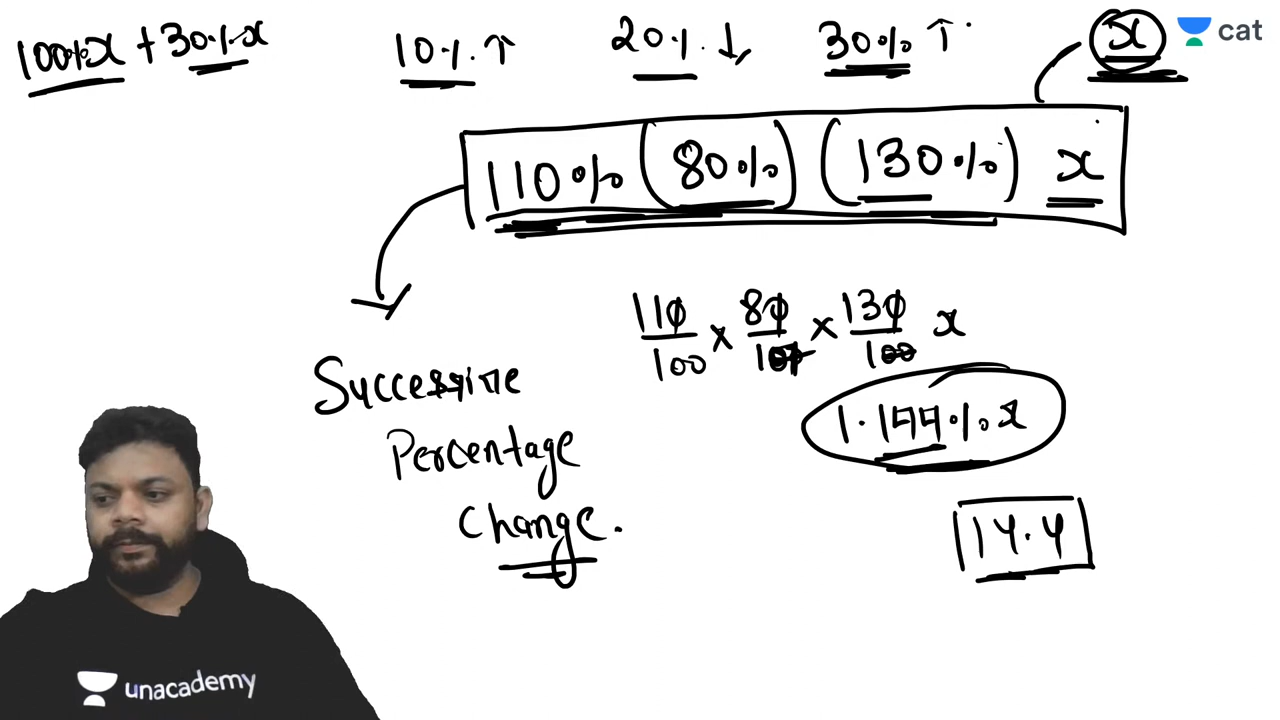 100%x + 30%x 10%↑ 20%↓ 30%↑ x cat
110% (80%) (130%) x
110/100 × 80/100 × 130/100 x
Successive
1.144%x
Percentage
Change.
14.4
unacademy